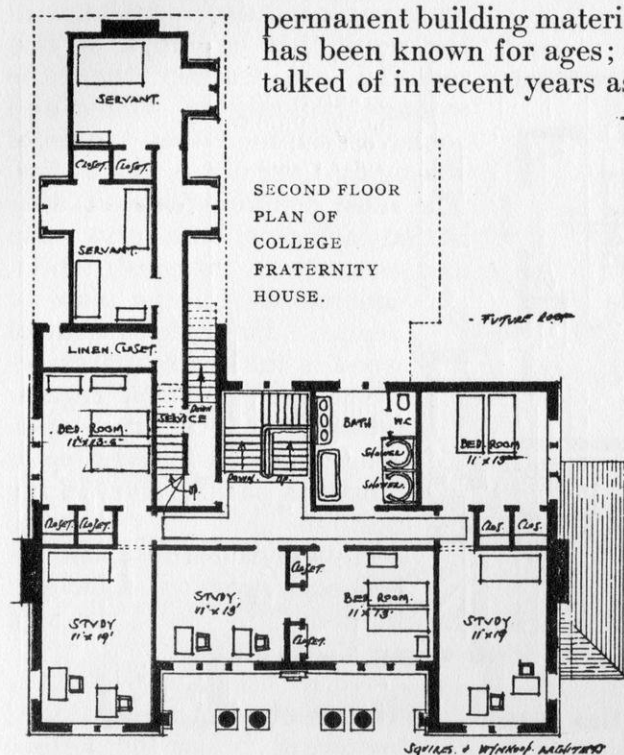 permanent building materi
has been known for ages;
talked of in recent years as
SERVANT.
CLOSET. CLOSET.
SECOND FLOOR
PLAN OF
COLLEGE
FRATERNITY
HOUSE.
SERVANT.
- FUTURE ROOF
LINEN. CLOSET.
DOWN
SERVICE
BED. ROOM.
BATH
W.C
BED. ROOM
11' X 13'
SHOWER
SHOWER.
UP.
DOWN. UP.
CLOSET. CLOSET.
CLOS. CLOS.
CLOSET.
STUDY
11' X 19'
STUDY
11' X 13'
BED ROOM.
11' X 13'
STUDY
11' X 19'
CLOSET.
SQUIRES. & WYNKOOP. ARCHITECTS